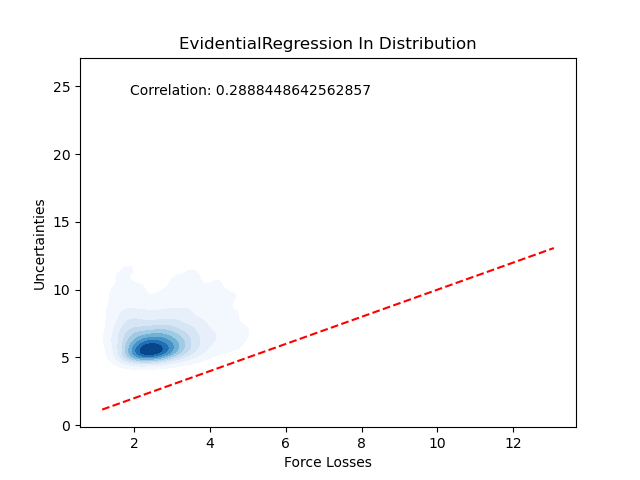 EvidentialRegression In Distribution
Correlation: 0.2888448642562857
25
20
15
10
5
0
Uncertainties
2 4 6 8 10 12
Force Losses